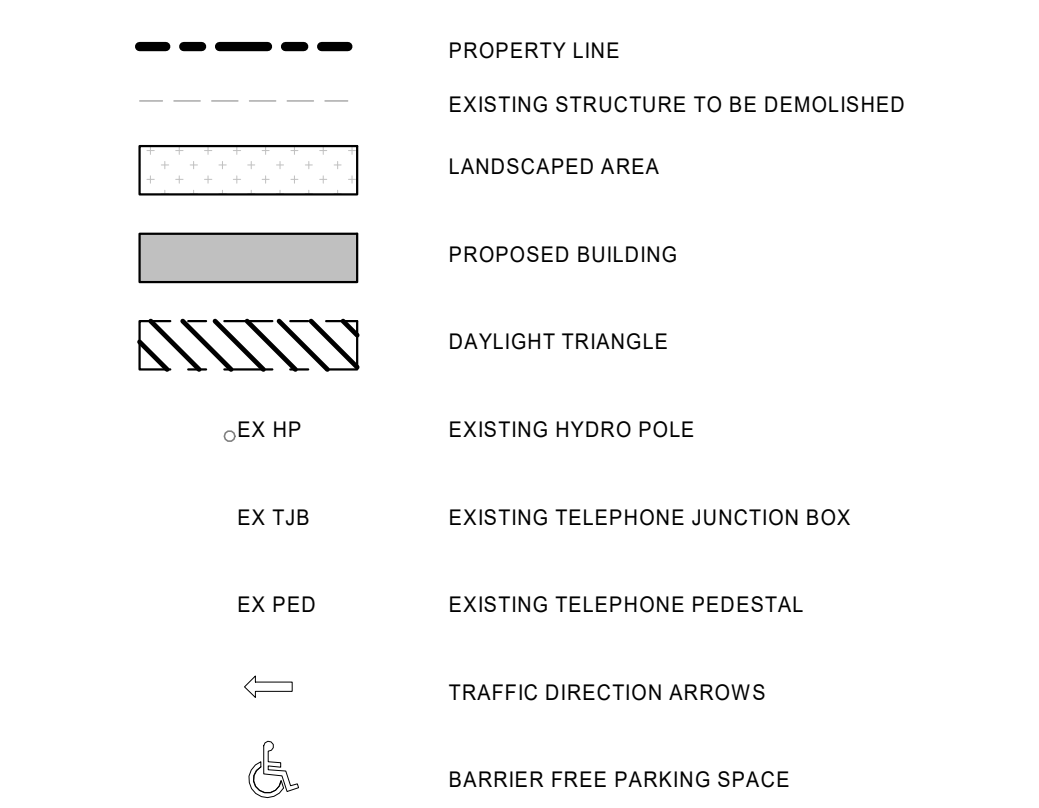 PROPERTY LINE
EXISTING STRUCTURE TO BE DEMOLISHED
LANDSCAPED AREA
PROPOSED BUILDING
DAYLIGHT TRIANGLE
EX HP EXISTING HYDRO POLE
EX TJB EXISTING TELEPHONE JUNCTION BOX
EX PED EXISTING TELEPHONE PEDESTAL
TRAFFIC DIRECTION ARROWS
BARRIER FREE PARKING SPACE